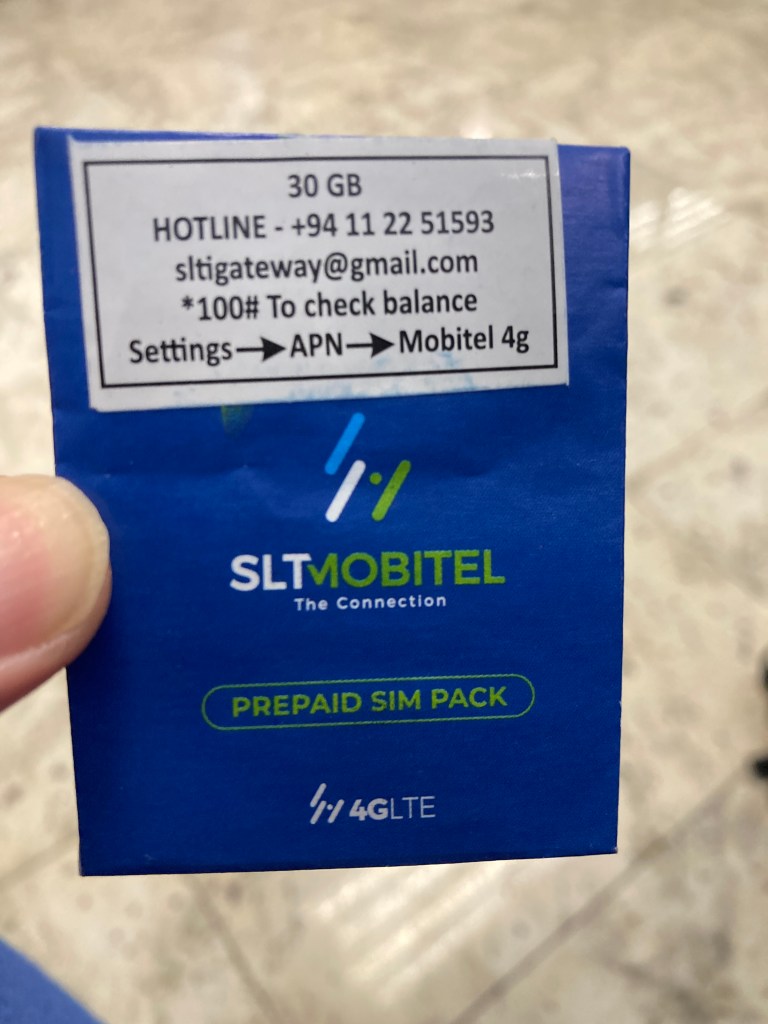 30 GB
HOTLINE - +94 11 22 51593
sltigateway@gmail.com
*100# To check balance
Settings→APN→Mobitel 4g
SLTMOBITEL
The Connection
PREPAID SIM PACK
4GLTE